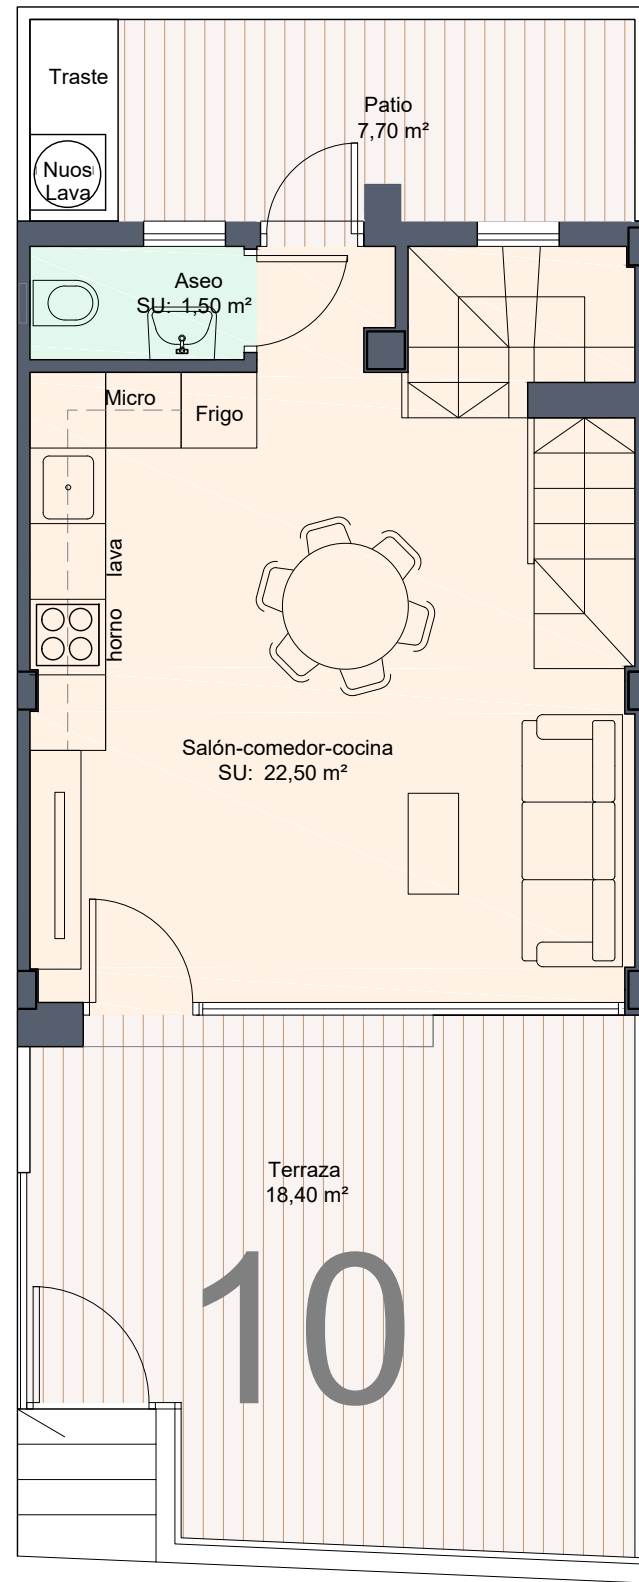 Traste
Patio
7,70 m²
Nuos
Lava
Aseo
SU: 1,50 m²
Micro
Frigo
lava
horno
Salón-comedor-cocina
SU: 22,50 m²
Terraza
18,40 m²
10